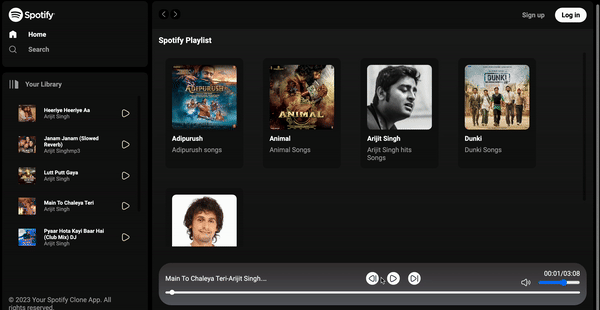 Spotify
Home
Search
Your Library
Heeriye Heeriye Aa
Arijit Singh
Janam Janam (Slowed
Reverb)
Arijit Singhmp3
Lutt Putt Gaya
Arijit Singh
Main To Chaleya Teri
Arijit Singh
Pyaar Hota Kayi Baar Hai
(Club Mix) DJ
Arijit Singh
© 2023 Your Spotify Clone App. All
rights reserved.
Sign up
Log in
Spotify Playlist
ADIPURUSH
Adipurush
Adipurush songs
ANIMAL
Animal
Animal Songs
Arijit Singh
Arijit Singh hits
Songs
DUNKI
Dunki
Dunki Songs
Main To Chaleya Teri-Arijit Singh....
00:01/03:08